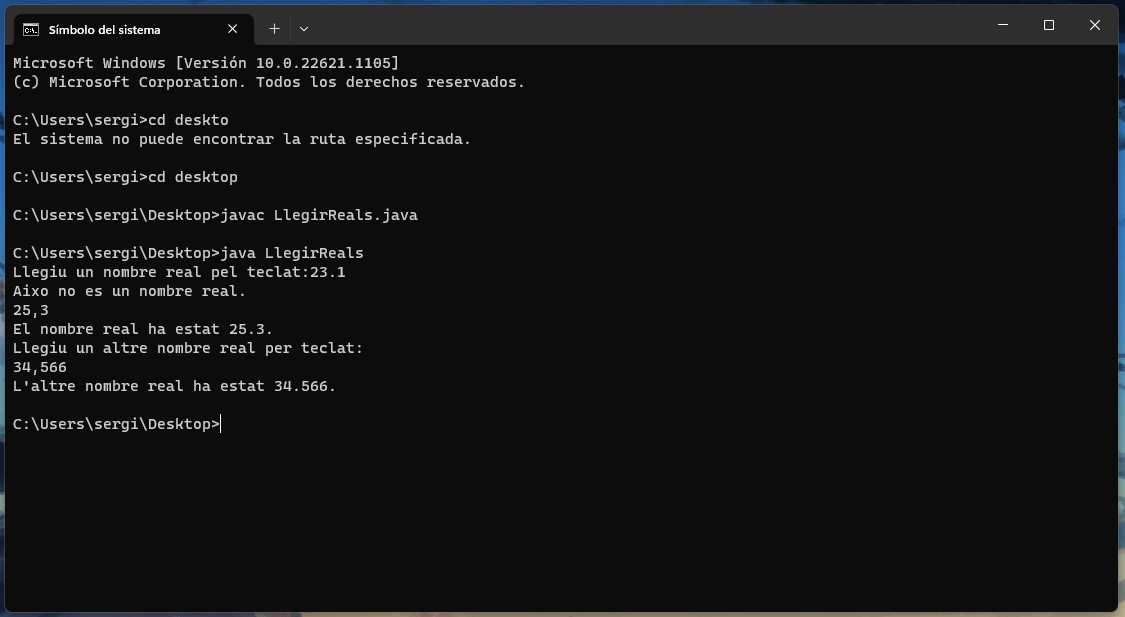 Símbolo del sistema
Microsoft Windows [Versión 10.0.22621.1105]
(c) Microsoft Corporation. Todos los derechos reservados.
C:\Users\sergi>cd deskto
El sistema no puede encontrar la ruta especificada.
C:\Users\sergi>cd desktop
C:\Users\sergi\Desktop>javac LlegirReals.java
C:\Users\sergi\Desktop>java LlegirReals
Llegiu un nombre real pel teclat:23.1
Aixo no es un nombre real.
25,3
El nombre real ha estat 25.3.
Llegiu un altre nombre real per teclat:
34,566
L'altre nombre real ha estat 34.566.
C:\Users\sergi\Desktop>